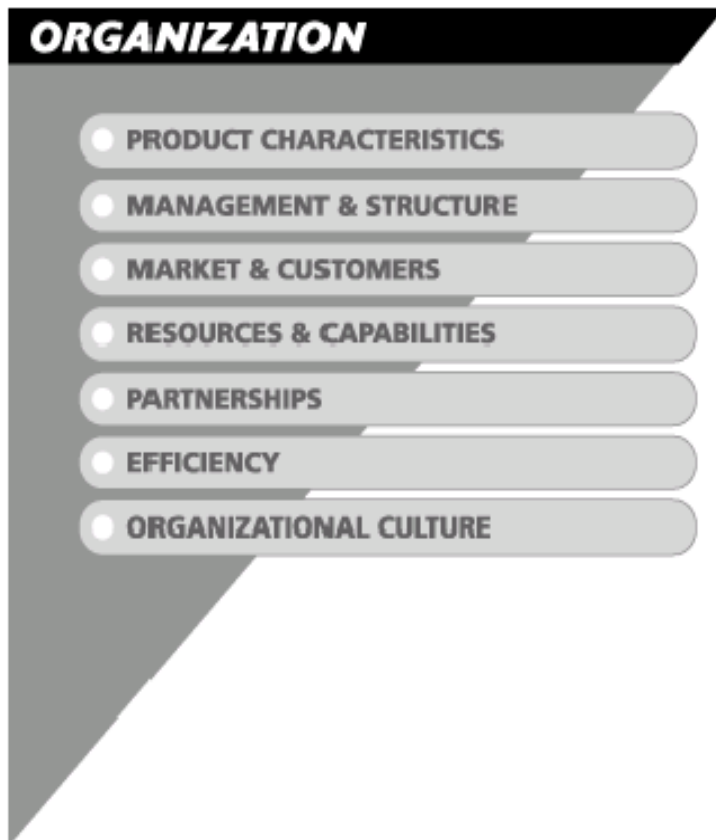 ORGANIZATION
PRODUCT CHARACTERISTICS
MANAGEMENT & STRUCTURE
MARKET & CUSTOMERS
RESOURCES & CAPABILITIES
PARTNERSHIPS
EFFICIENCY
ORGANIZATIONAL CULTURE